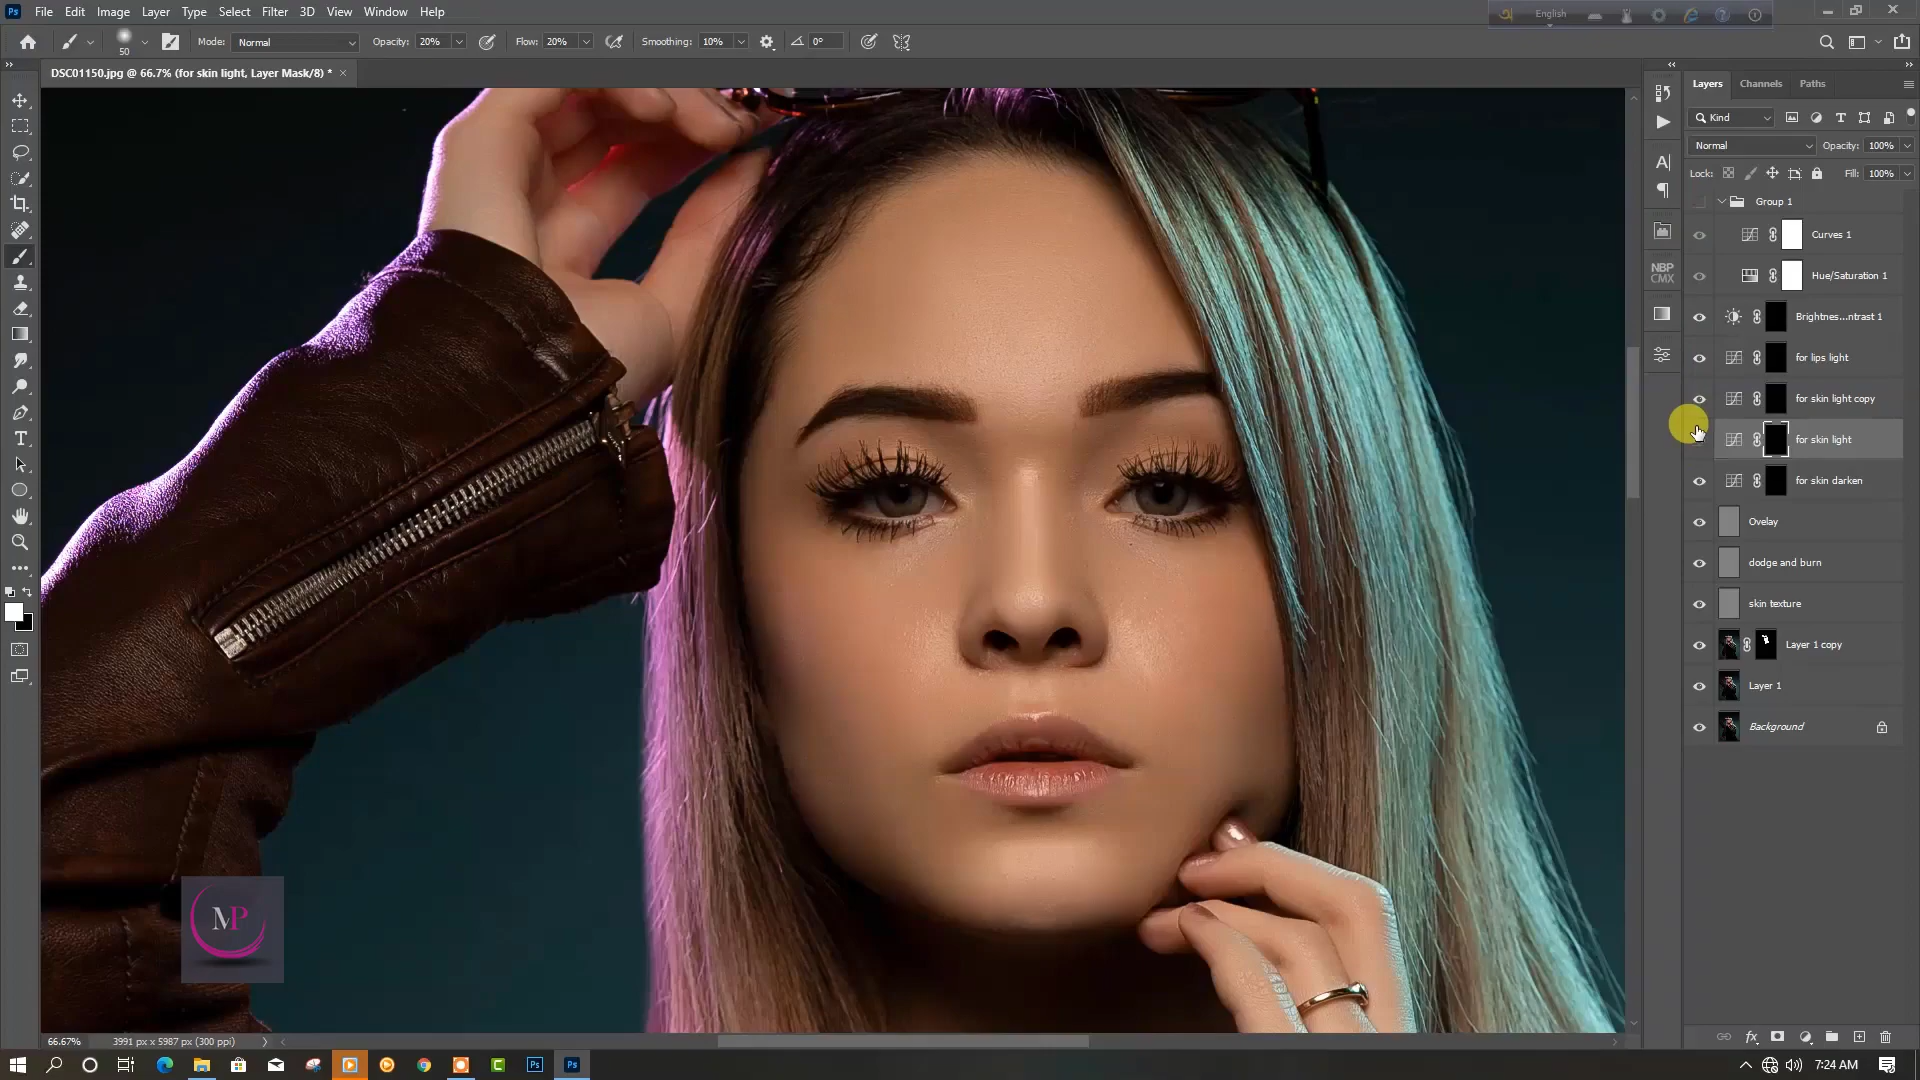 Ps File Edit Image Layer Type Select Filter 3D View Window Help
English
50 Mode: Normal Opacity: 20% Flow: 20% Smoothing: 10% 0°
DSC01150.jpg @ 66.7% (for skin light, Layer Mask/8) * ×
Layers Channels Paths
Kind
Normal Opacity: 100%
Lock: Fill: 100%
Group 1
Curves 1
Hue/Saturation 1
Brightnes...ntrast 1
for lips light
for skin light copy
for skin light
for skin darken
Ovelay
dodge and burn
skin texture
Layer 1 copy
Layer 1
Background
A
NBP
CMX
MP
66.67% 3991 px x 5987 px (300 ppi)
7:24 AM